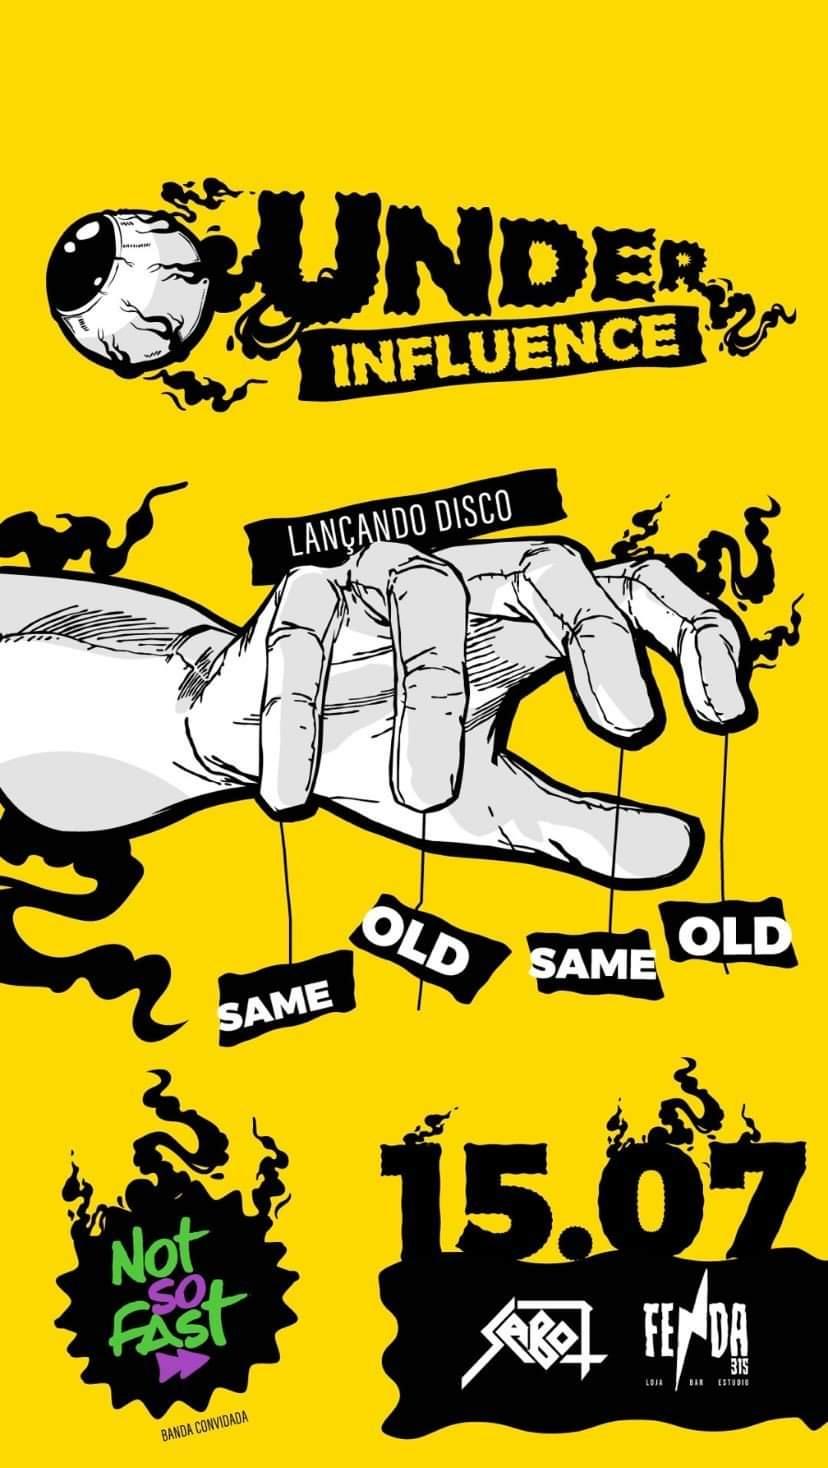 UNDER
INFLUENCE
LANÇANDO DISCO
SAME OLD SAME OLD
NOT
SO
FAST
BANDA CONVIDADA
15.07
SABOT
FENDA
315
LOJA BAR ESTUDIO